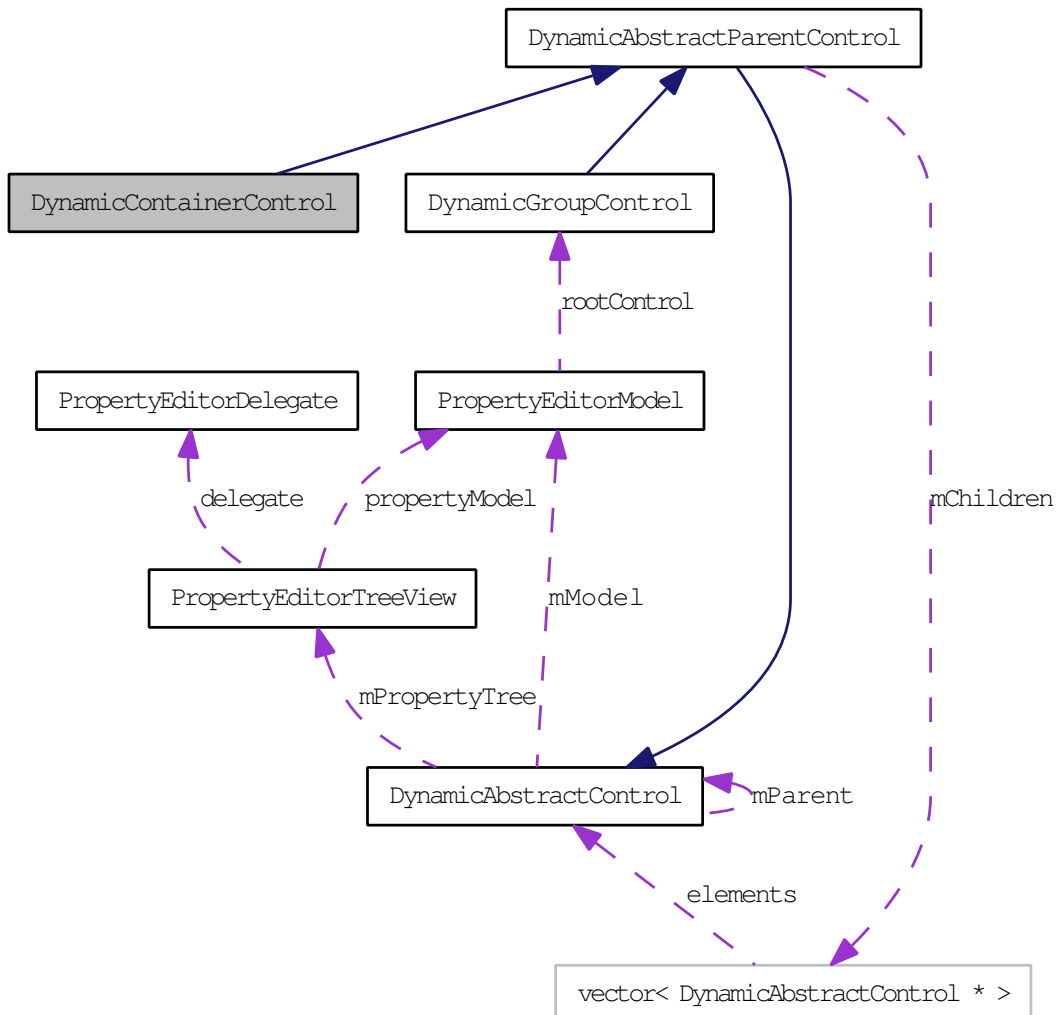 DynamicAbstractParentControl
DynamicContainerControl
DynamicGroupControl
rootControl
PropertyEditorDelegate
PropertyEditorModel
delegate
propertyModel
mChildren
PropertyEditorTreeView
mModel
mPropertyTree
DynamicAbstractControl
mParent
elements
vector< DynamicAbstractControl * >